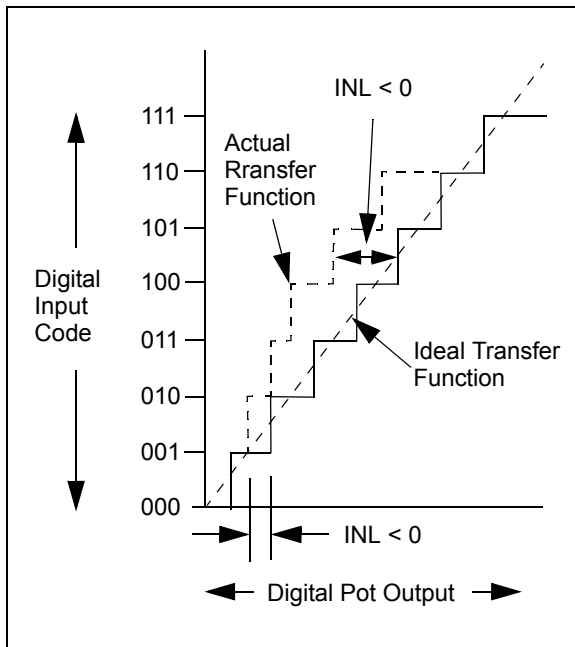 INL < 0
111
Actual
Rransfer
Function
110
101
Digital
Input
Code
100
011
Ideal Transfer
Function
010
001
000
INL < 0
Digital Pot Output